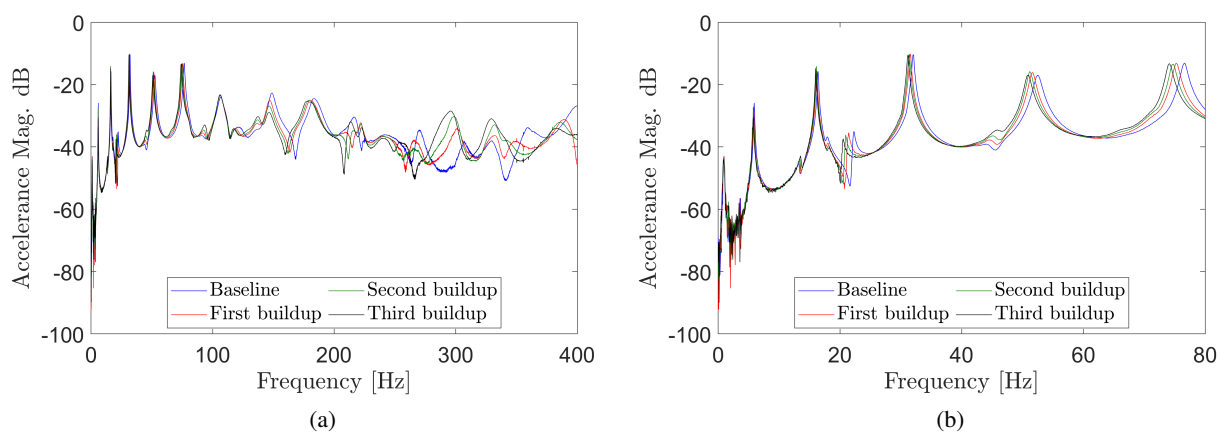 0
-20
-40
-60
-80
-100
Accelerance Mag. dB
Baseline
First buildup
Second buildup
Third buildup
0 100 200 300 400
Frequency [Hz]
(a)
0
-20
-40
-60
-80
-100
Accelerance Mag. dB
Baseline
First buildup
Second buildup
Third buildup
0 20 40 60 80
Frequency [Hz]
(b)